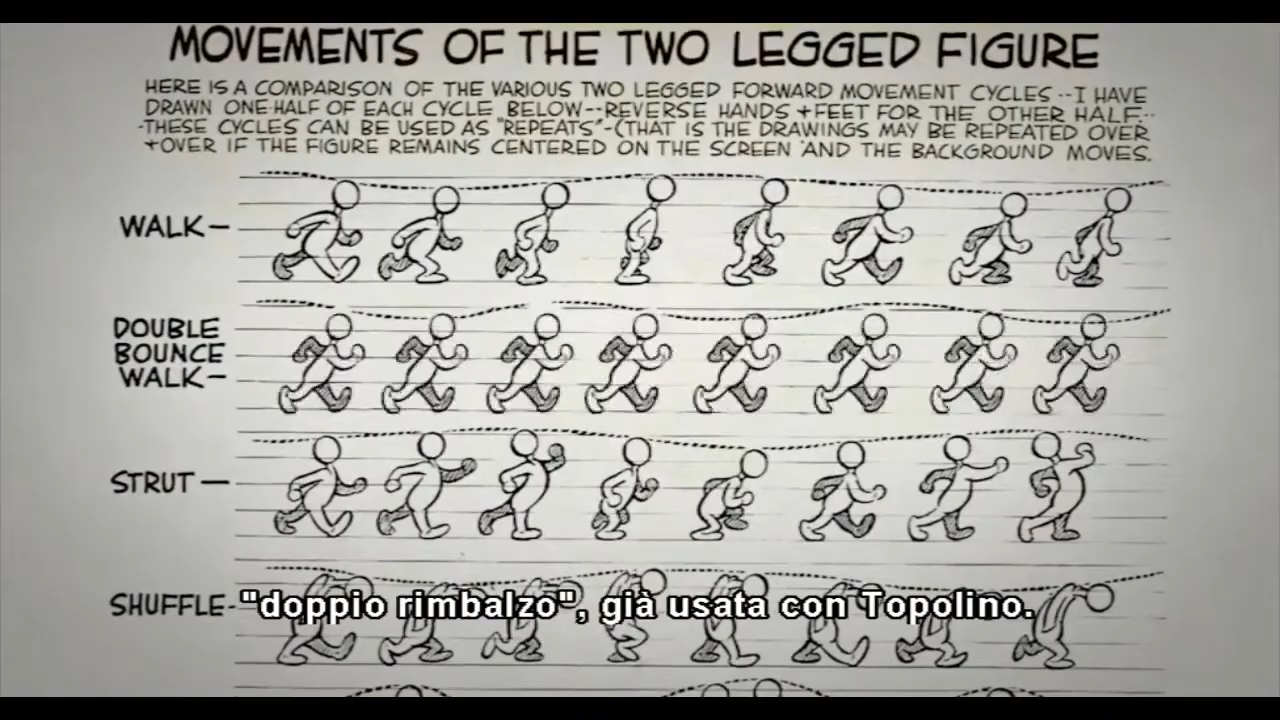 MOVEMENTS OF THE TWO LEGGED FIGURE
HERE IS A COMPARISON OF THE VARIOUS TWO LEGGED FORWARD MOVEMENT CYCLES--I HAVE
DRAWN ONE-HALF OF EACH CYCLE BELOW--REVERSE HANDS + FEET FOR THE OTHER HALF--
-THESE CYCLES CAN BE USED AS "REPEATS"-(THAT IS THE DRAWINGS MAY BE REPEATED OVER
+OVER IF THE FIGURE REMAINS CENTERED ON THE SCREEN AND THE BACKGROUND MOVES.
WALK-
DOUBLE
BOUNCE
WALK-
STRUT-
SHUFFLE-
"doppio rimbalzo", già usata con Topolino.